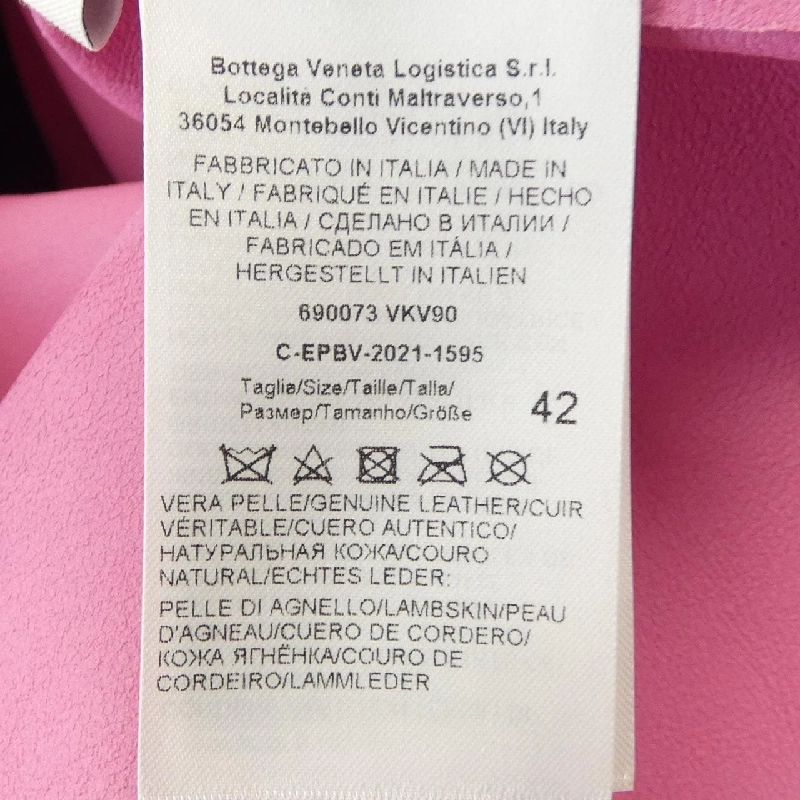 Bottega Veneta Logistica S.r.l.
Località Conti Maltraverso,1
36054 Montebello Vicentino (VI) Italy
FABBRICATO IN ITALIA / MADE IN
ITALY / FABRIQUÉ EN ITALIE / HECHO
EN ITALIA / СДЕЛАНО В ИТАЛИИ /
FABRICADO EM ITÁLIA /
HERGESTELLT IN ITALIEN
690073 VKV90
C-EPBV-2021-1595
Taglia/Size/Taille/Talla/
Размер/Tamanho/Größe 42
VERA PELLE/GENUINE LEATHER/CUIR
VÉRITABLE/CUERO AUTENTICO/
НАТУРАЛЬНАЯ КОЖА/COURO
NATURAL/ECHTES LEDER:
PELLE DI AGNELLO/LAMBSKIN/PEAU
D'AGNEAU/CUERO DE CORDERO/
КОЖА ЯГНЁНКА/COURO DE
CORDEIRO/LAMMLEDER